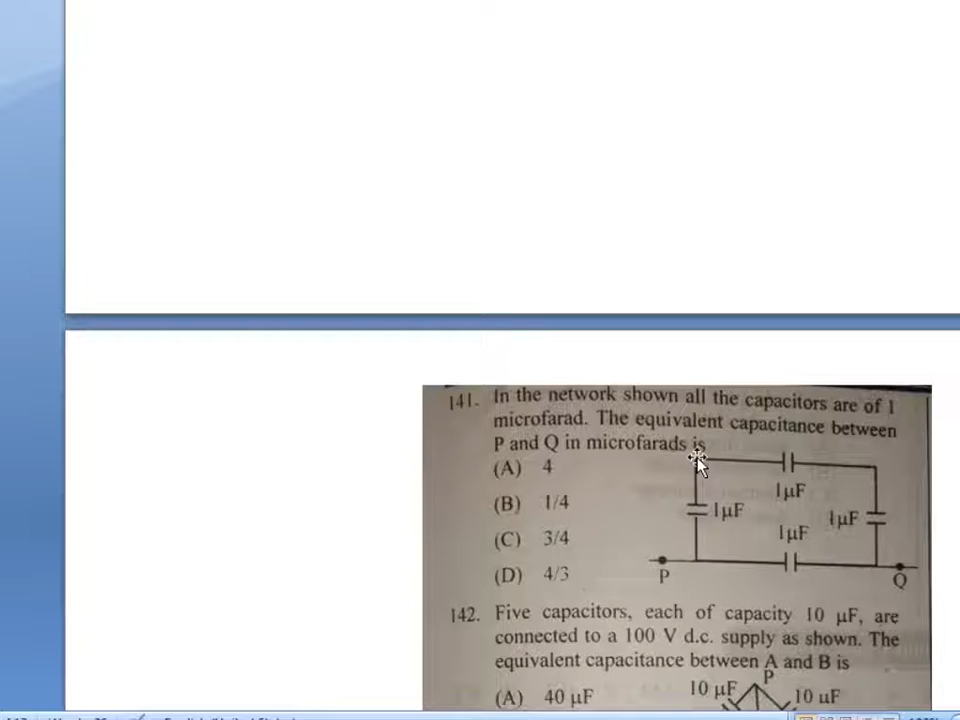 141. In the network shown all the capacitors are of 1
microfarad. The equivalent capacitance between
P and Q in microfarads is
(A) 4
1μF
(B) 1/4
1μF
1μF
1μF
(C) 3/4
(D) 4/3
P
Q
142. Five capacitors, each of capacity 10 μF, are
connected to a 100 V d.c. supply as shown. The
equivalent capacitance between A and B is
P
(A) 40 μF
10 μF
10 uF